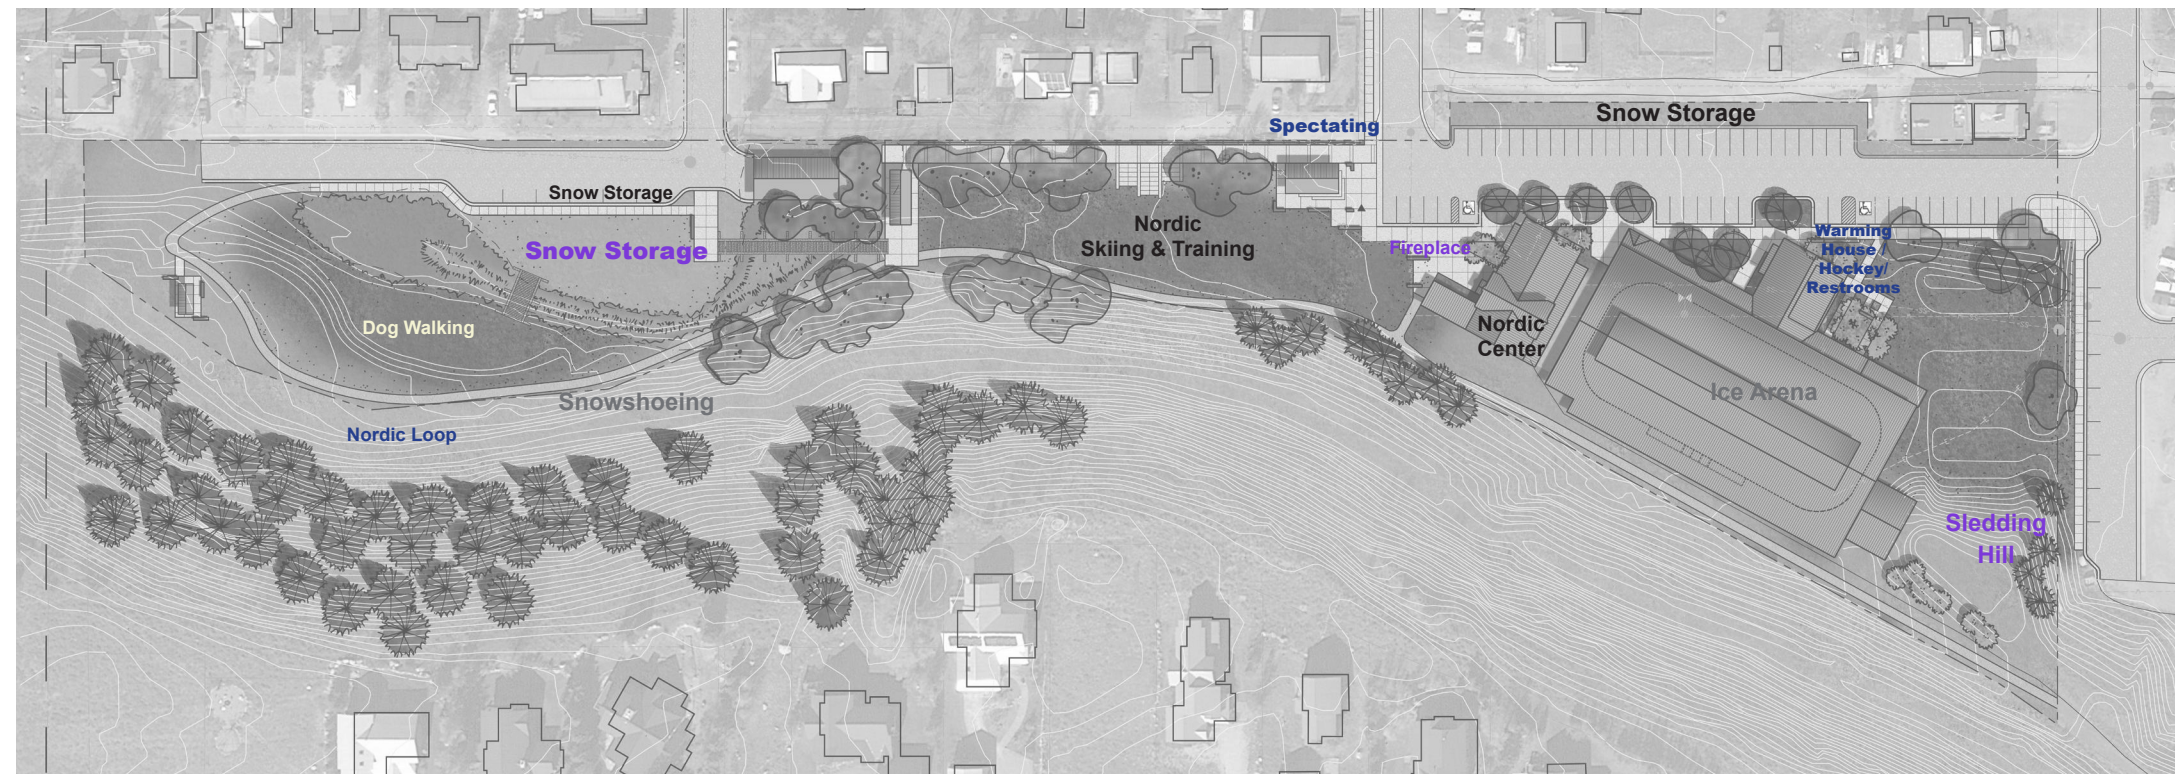 Snow Storage
Spectating
Snow Storage
Snow Storage
Nordic
Skiing & Training
Fireplace
Warming
House /
Hockey/
Restrooms
Dog Walking
Nordic
Center
Ice Arena
Snowshoeing
Nordic Loop
Sledding
Hill